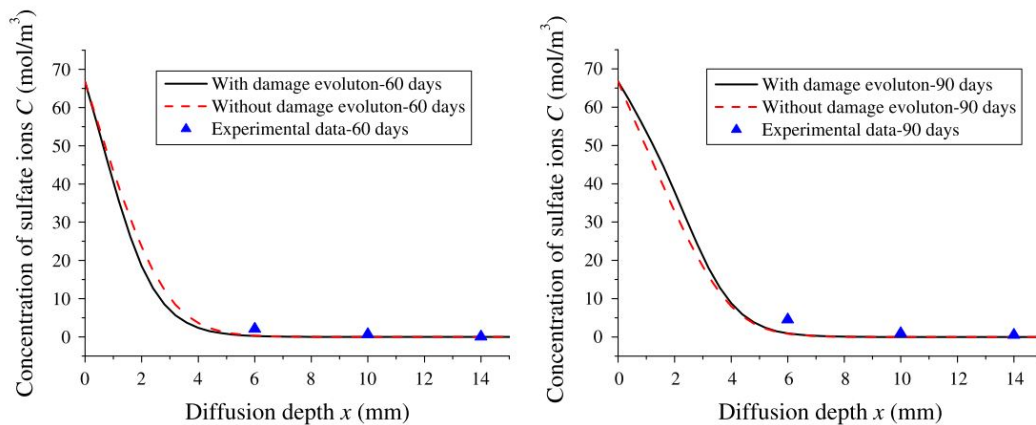 Concentration of sulfate ions C (mol/m³)
70
60
50
40
30
20
10
0
With damage evoluton-60 days
Without damage evoluton-60 days
Experimental data-60 days
0 2 4 6 8 10 12 14
Diffusion depth x (mm)
Concentration of sulfate ions C (mol/m³)
70
60
50
40
30
20
10
0
With damage evoluton-90 days
Without damage evoluton-90 days
Experimental data-90 days
0 2 4 6 8 10 12 14
Diffusion depth x (mm)